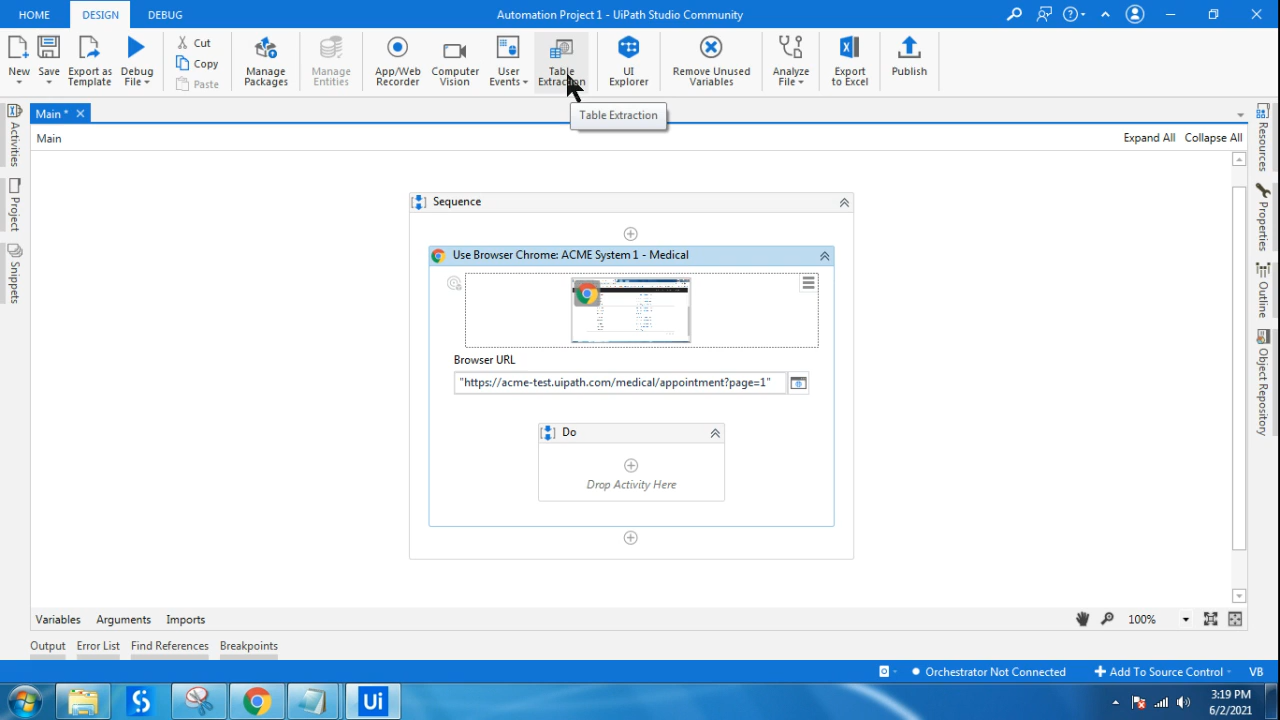 HOME DESIGN DEBUG Automation Project 1 - UiPath Studio Community
New Save Export as Template Debug File Cut Copy Paste Manage Packages Manage Entities App/Web Recorder Computer Vision User Events Table Extraction UI Explorer Remove Unused Variables Analyze File Export to Excel Publish
Table Extraction
Main *
Main Expand All Collapse All
Activities
Project
Snippets
Resources
Properties
Outline
Object Repository
Sequence
Use Browser Chrome: ACME System 1 - Medical
Browser URL
"https://acme-test.uipath.com/medical/appointment?page=1"
Do
Drop Activity Here
Variables Arguments Imports 100%
Output Error List Find References Breakpoints
Orchestrator Not Connected Add To Source Control VB
S Ui 3:19 PM
6/2/2021